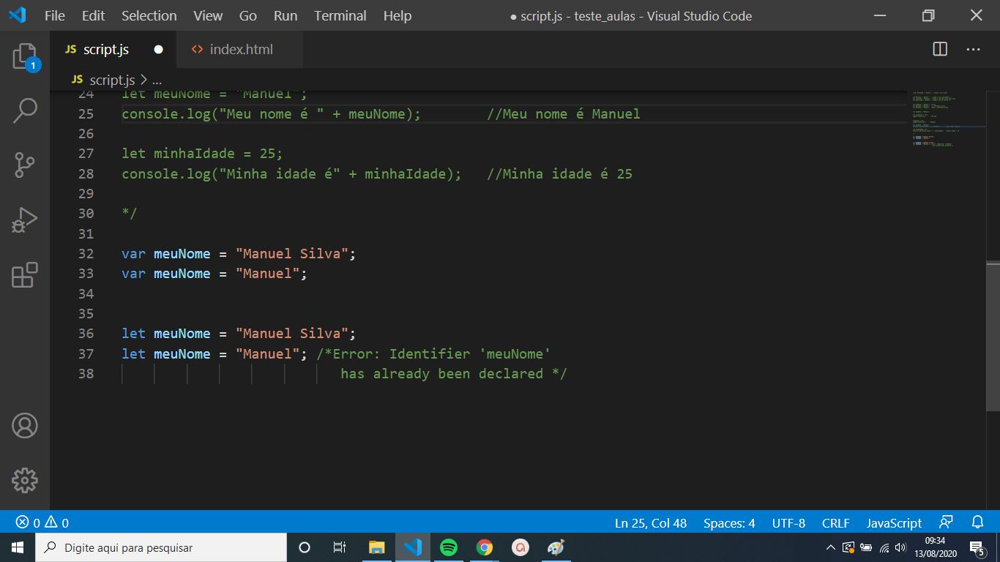 File Edit Selection View Go Run Terminal Help ● script.js - teste_aulas - Visual Studio Code
JS script.js ● <> index.html ...
1
JS script.js > ...
24 let meuNome = "Manuel";
25 console.log("Meu nome é " + meuNome); //Meu nome é Manuel
26
27 let minhaIdade = 25;
28 console.log("Minha idade é" + minhaIdade); //Minha idade é 25
29
30 */
31
32 var meuNome = "Manuel Silva";
33 var meuNome = "Manuel";
34
35
36 let meuNome = "Manuel Silva";
37 let meuNome = "Manuel"; /*Error: Identifier 'meuNome'
38 has already been declared */
0 0 Ln 25, Col 48 Spaces: 4 UTF-8 CRLF JavaScript
Digite aqui para pesquisar
09:34
13/08/2020
5